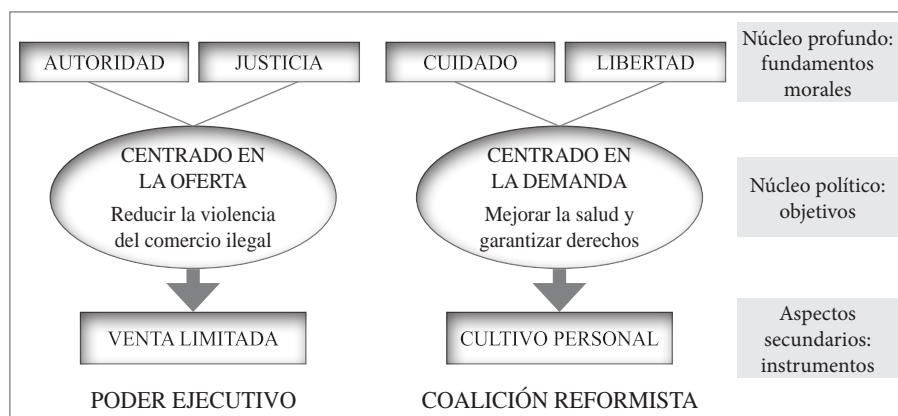 AUTORIDAD
JUSTICIA
CUIDADO
LIBERTAD
Núcleo profundo:
fundamentos
morales
CENTRADO EN
LA OFERTA
Reducir la violencia
del comercio ilegal
CENTRADO EN
LA DEMANDA
Mejorar la salud y
garantizar derechos
Núcleo político:
objetivos
VENTA LIMITADA
CULTIVO PERSONAL
Aspectos
secundarios:
instrumentos
PODER EJECUTIVO
COALICIÓN REFORMISTA